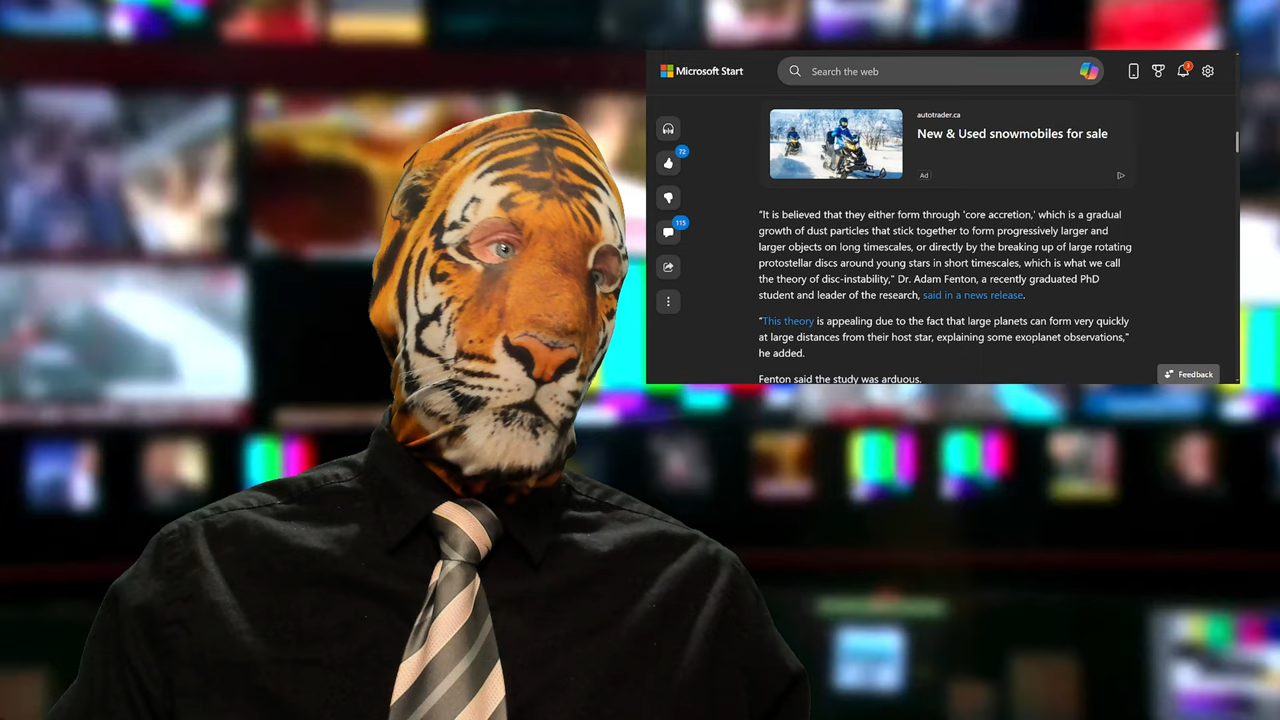 Microsoft Start
Search the web
3
autotrader.ca
New & Used snowmobiles for sale
Ad
72
115
“It is believed that they either form through 'core accretion,' which is a gradual
growth of dust particles that stick together to form progressively larger and
larger objects on long timescales, or directly by the breaking up of large rotating
protostellar discs around young stars in short timescales, which is what we call
the theory of disc-instability,” Dr. Adam Fenton, a recently graduated PhD
student and leader of the research, said in a news release.
“This theory is appealing due to the fact that large planets can form very quickly
at large distances from their host star, explaining some exoplanet observations,”
he added.
Fenton said the study was arduous.
Feedback